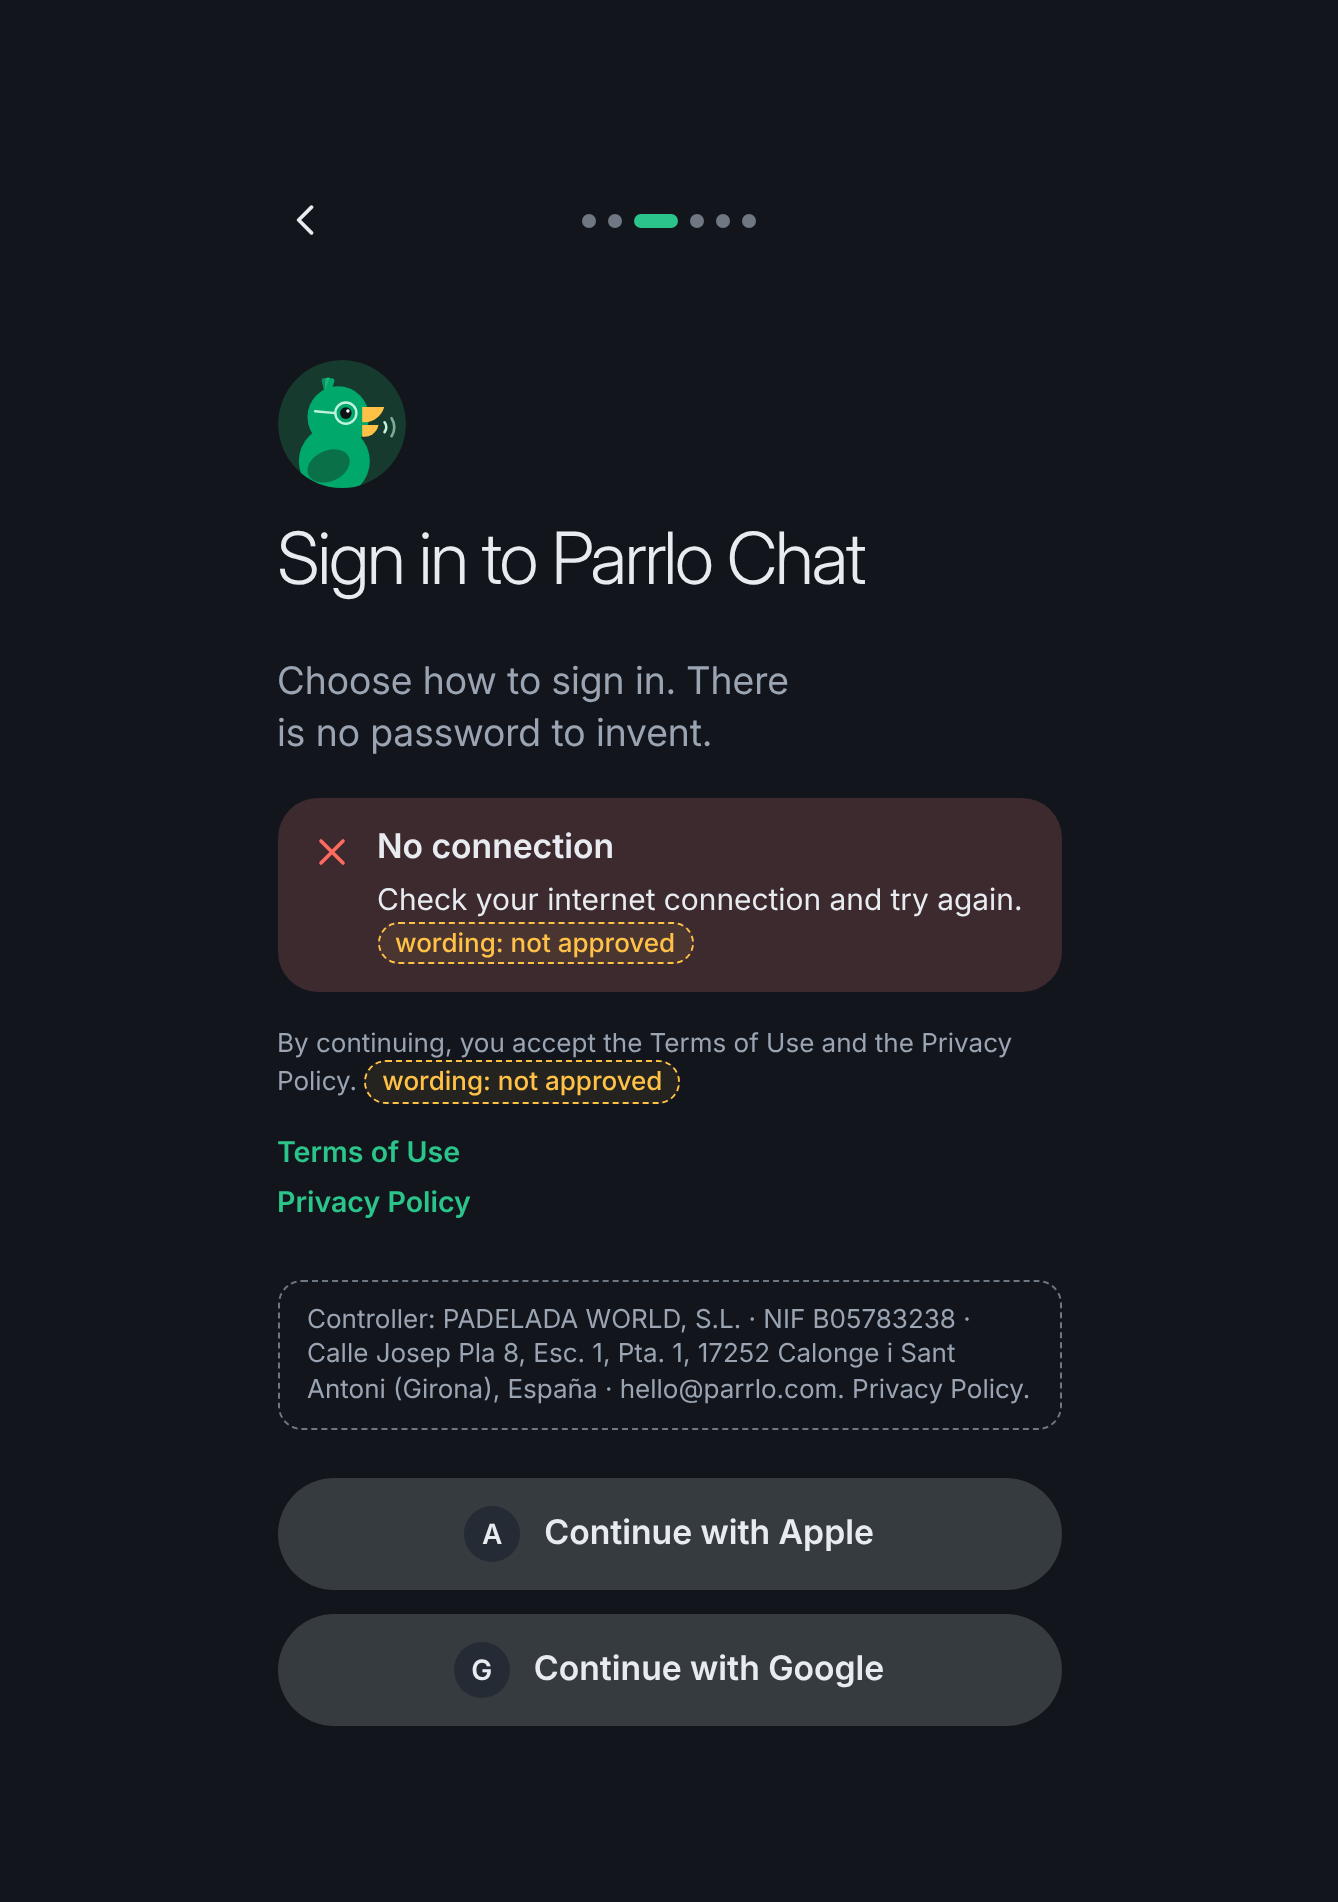 Sign in to Parrlo Chat
Choose how to sign in. There
is no password to invent.
No connection
Check your internet connection and try again.
wording: not approved
By continuing, you accept the Terms of Use and the Privacy
Policy. wording: not approved
Terms of Use
Privacy Policy
Controller: PADELADA WORLD, S.L. · NIF B05783238 ·
Calle Josep Pla 8, Esc. 1, Pta. 1, 17252 Calonge i Sant
Antoni (Girona), España · hello@parrlo.com. Privacy Policy.
A Continue with Apple
G Continue with Google